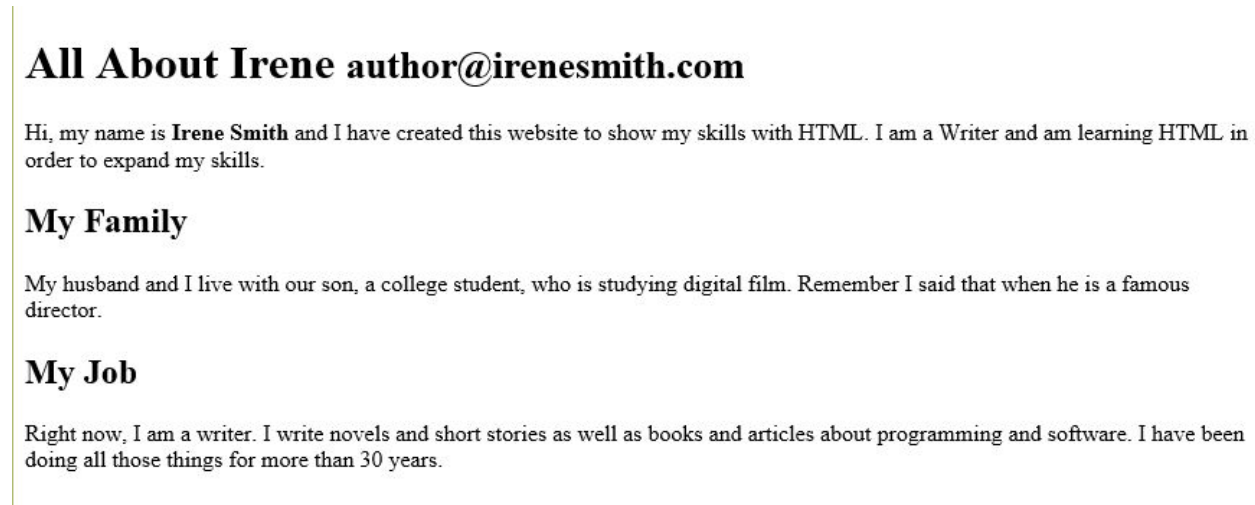 All About Irene author@irenesmith.com
Hi, my name is Irene Smith and I have created this website to show my skills with HTML. I am a Writer and am learning HTML in
order to expand my skills.
My Family
My husband and I live with our son, a college student, who is studying digital film. Remember I said that when he is a famous
director.
My Job
Right now, I am a writer. I write novels and short stories as well as books and articles about programming and software. I have been
doing all those things for more than 30 years.